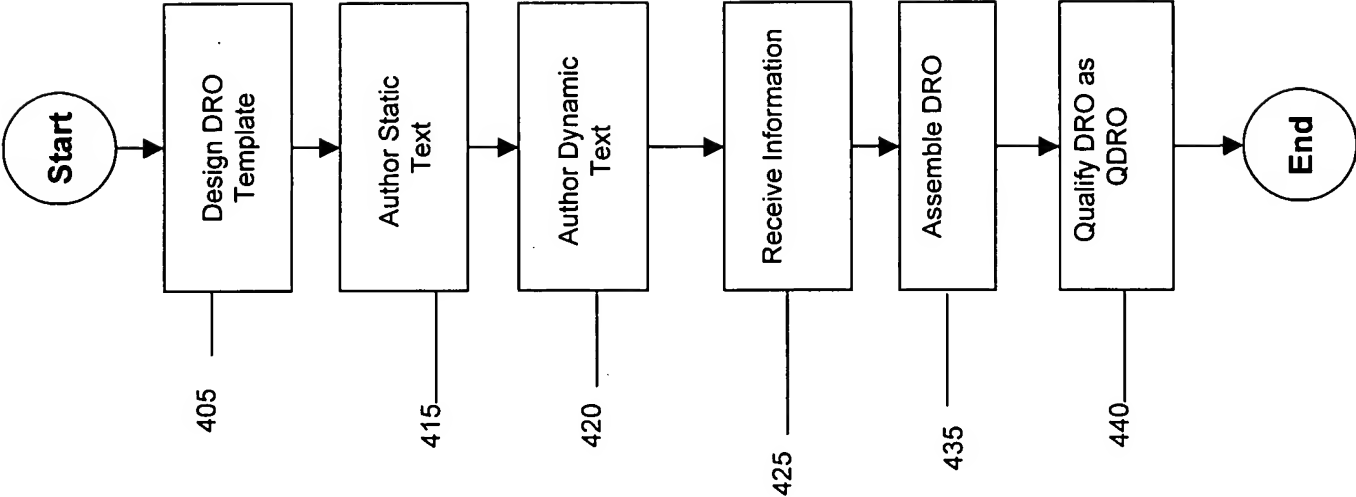 Start
Design DRO
Template
405
Author Static
Text
415
Author Dynamic
Text
420
Receive Information
425
Assemble DRO
435
Qualify DRO as
QDRO
440
End